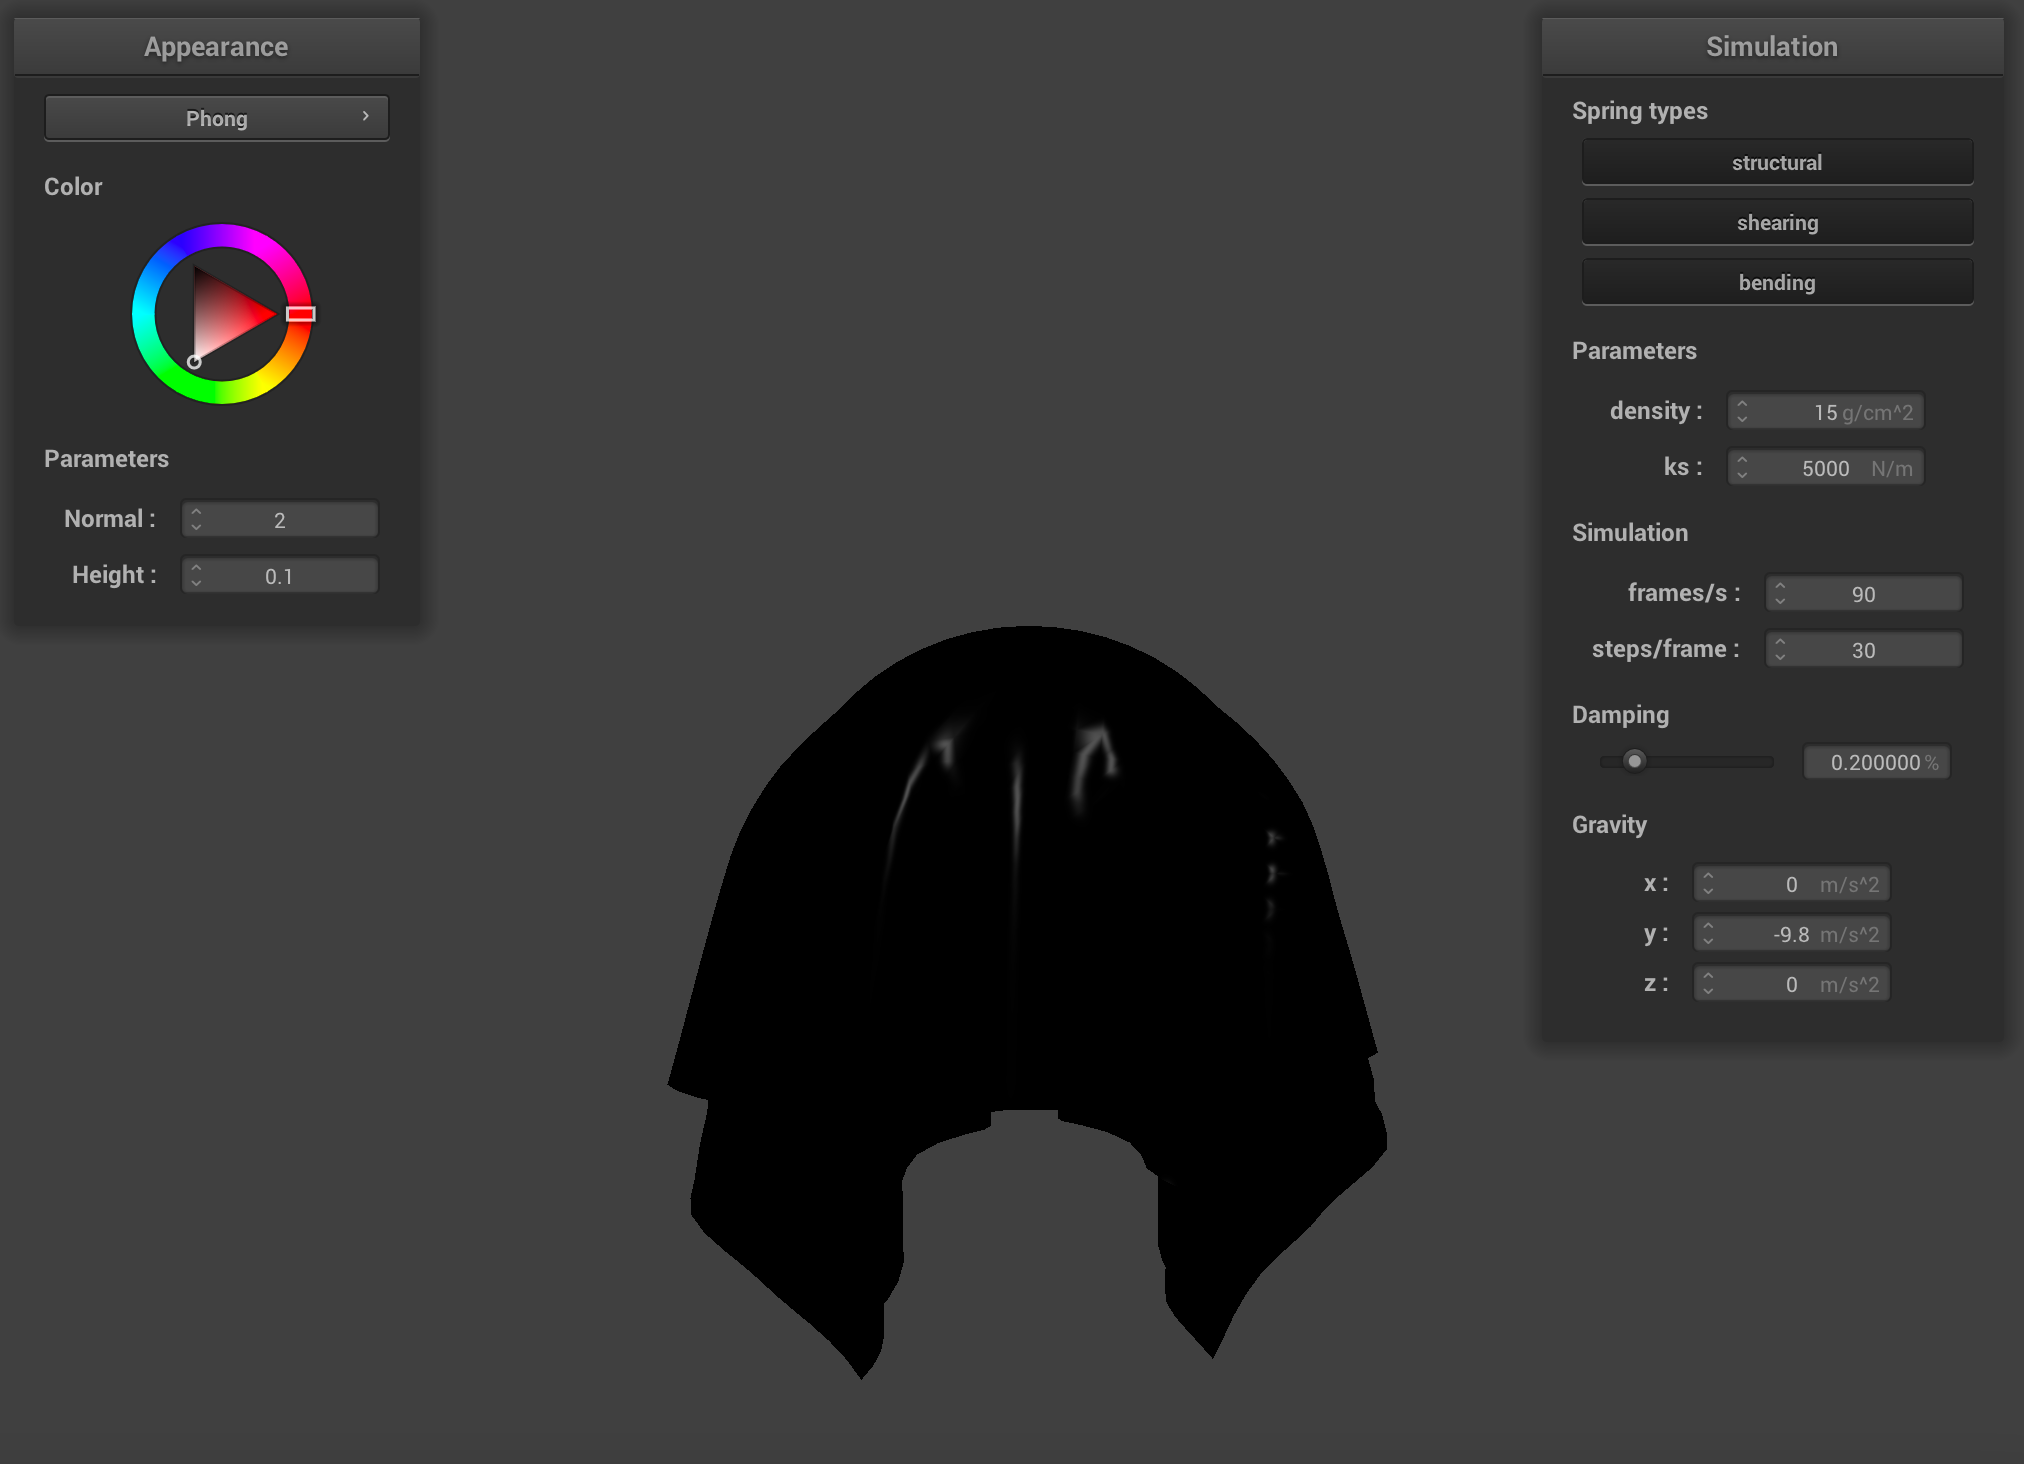 Appearance
Phong
Color
Parameters
Normal : 2
Height : 0.1
Simulation
Spring types
structural
shearing
bending
Parameters
density : 15 g/cm^2
ks : 5000 N/m
Simulation
frames/s : 90
steps/frame : 30
Damping
0.200000 %
Gravity
x : 0 m/s^2
y : -9.8 m/s^2
z : 0 m/s^2